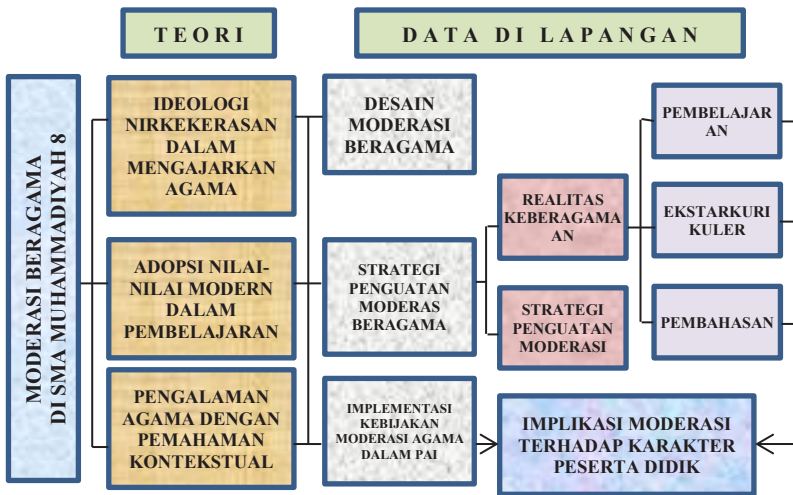 TEORI
DATA DI LAPANGAN
MODERASI BERAGAMA
DI SMA MUHAMMADIYAH 8
IDEOLOGI
NIRKEKERASAN
DALAM
MENGAJARKAN
AGAMA
ADOPSI NILAI-
NILAI MODERN
DALAM
PEMBELAJARAN
PENGALAMAN
AGAMA DENGAN
PEMAHAMAN
KONTEKSTUAL
DESAIN
MODERASI
BERAGAMA
STRATEGI
PENGUATAN
MODERAS
BERAGAMA
IMPLEMENTASI
KEBIJAKAN
MODERASI AGAMA
DALAM PAI
REALITAS
KEBERAGAMA
AN
STRATEGI
PENGUATAN
MODERASI
PEMBELAJAR
AN
EKSTARKURI
KULER
PEMBAHASAN
IMPLIKASI MODERASI
TERHADAP KARAKTER
PESERTA DIDIK